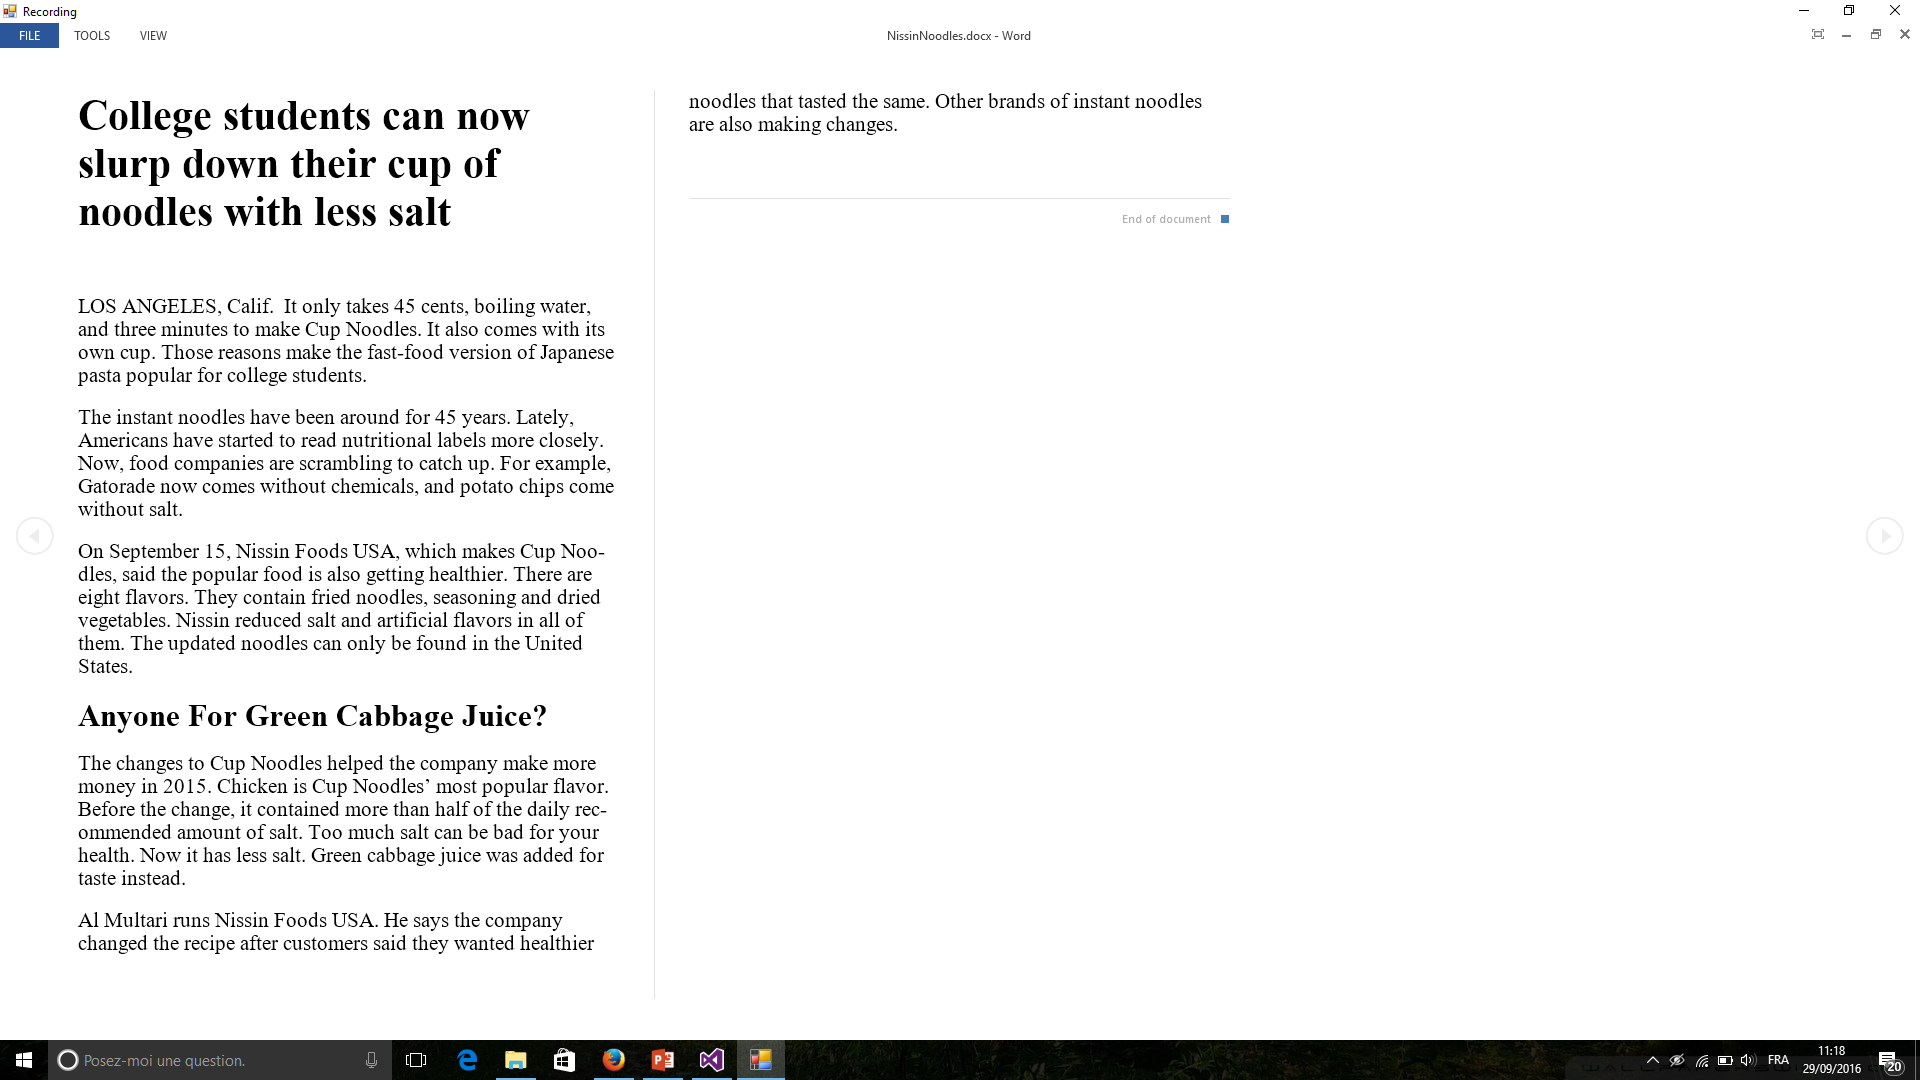 Recording
FILE TOOLS VIEW
NissinNoodles.docx - Word
College students can now
slurp down their cup of
noodles with less salt
LOS ANGELES, Calif.  It only takes 45 cents, boiling water,
and three minutes to make Cup Noodles. It also comes with its
own cup. Those reasons make the fast-food version of Japanese
pasta popular for college students.
The instant noodles have been around for 45 years. Lately,
Americans have started to read nutritional labels more closely.
Now, food companies are scrambling to catch up. For example,
Gatorade now comes without chemicals, and potato chips come
without salt.
On September 15, Nissin Foods USA, which makes Cup Noo-
dles, said the popular food is also getting healthier. There are
eight flavors. They contain fried noodles, seasoning and dried
vegetables. Nissin reduced salt and artificial flavors in all of
them. The updated noodles can only be found in the United
States.
Anyone For Green Cabbage Juice?
The changes to Cup Noodles helped the company make more
money in 2015. Chicken is Cup Noodles’ most popular flavor.
Before the change, it contained more than half of the daily rec-
ommended amount of salt. Too much salt can be bad for your
health. Now it has less salt. Green cabbage juice was added for
taste instead.
Al Multari runs Nissin Foods USA. He says the company
changed the recipe after customers said they wanted healthier
noodles that tasted the same. Other brands of instant noodles
are also making changes.
End of document
Posez-moi une question.
FRA
11:18
29/09/2016
20